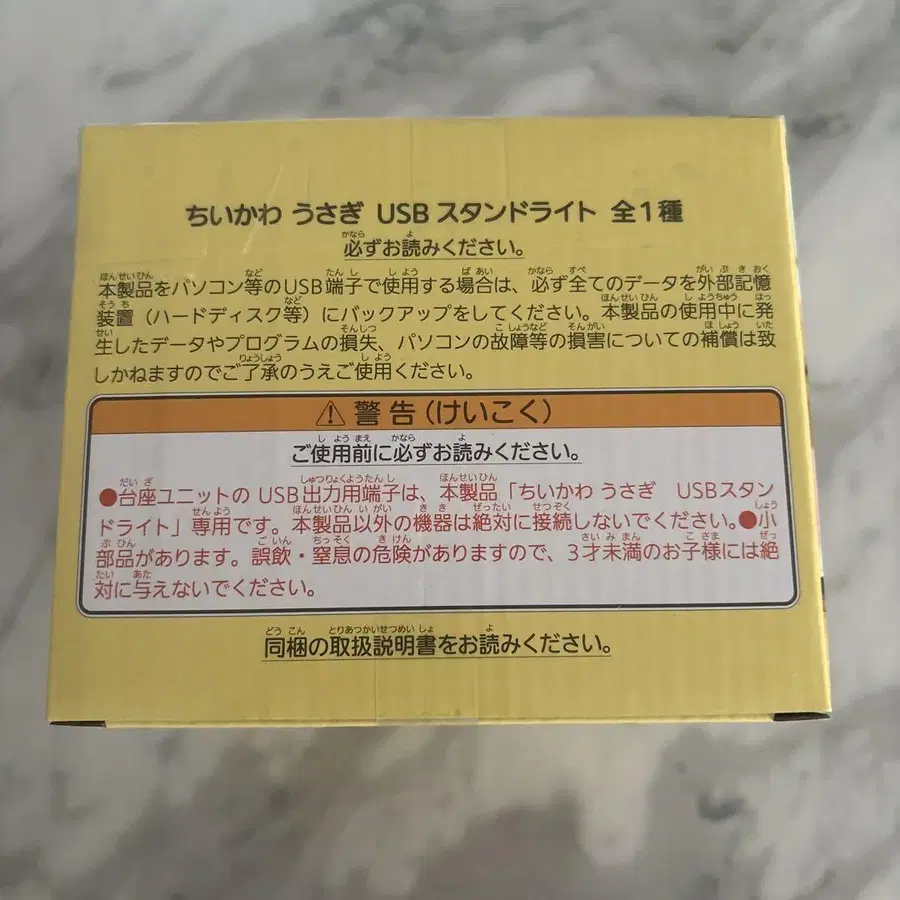 ちいかわ うさぎ USBスタンドライト 全1種
必ずお読みください。
本製品をパソコン等のUSB端子で使用する場合は、必ず全てのデータを外部記憶
装置（ハードディスク等）にバックアップをしてください。本製品の使用中に発
生したデータやプログラムの損失、パソコンの故障等の損害についての補償は致
しかねますのでご了承のうえご使用ください。
⚠ 警告（けいこく）
ご使用前に必ずお読みください。
●台座ユニットの USB出力用端子は、本製品「ちいかわ うさぎ USBスタン
ドライト」専用です。本製品以外の機器は絶対に接続しないでください。●小
部品があります。誤飲・窒息の危険がありますので、3才未満のお子様には絶
対に与えないでください。
同梱の取扱説明書をお読みください。